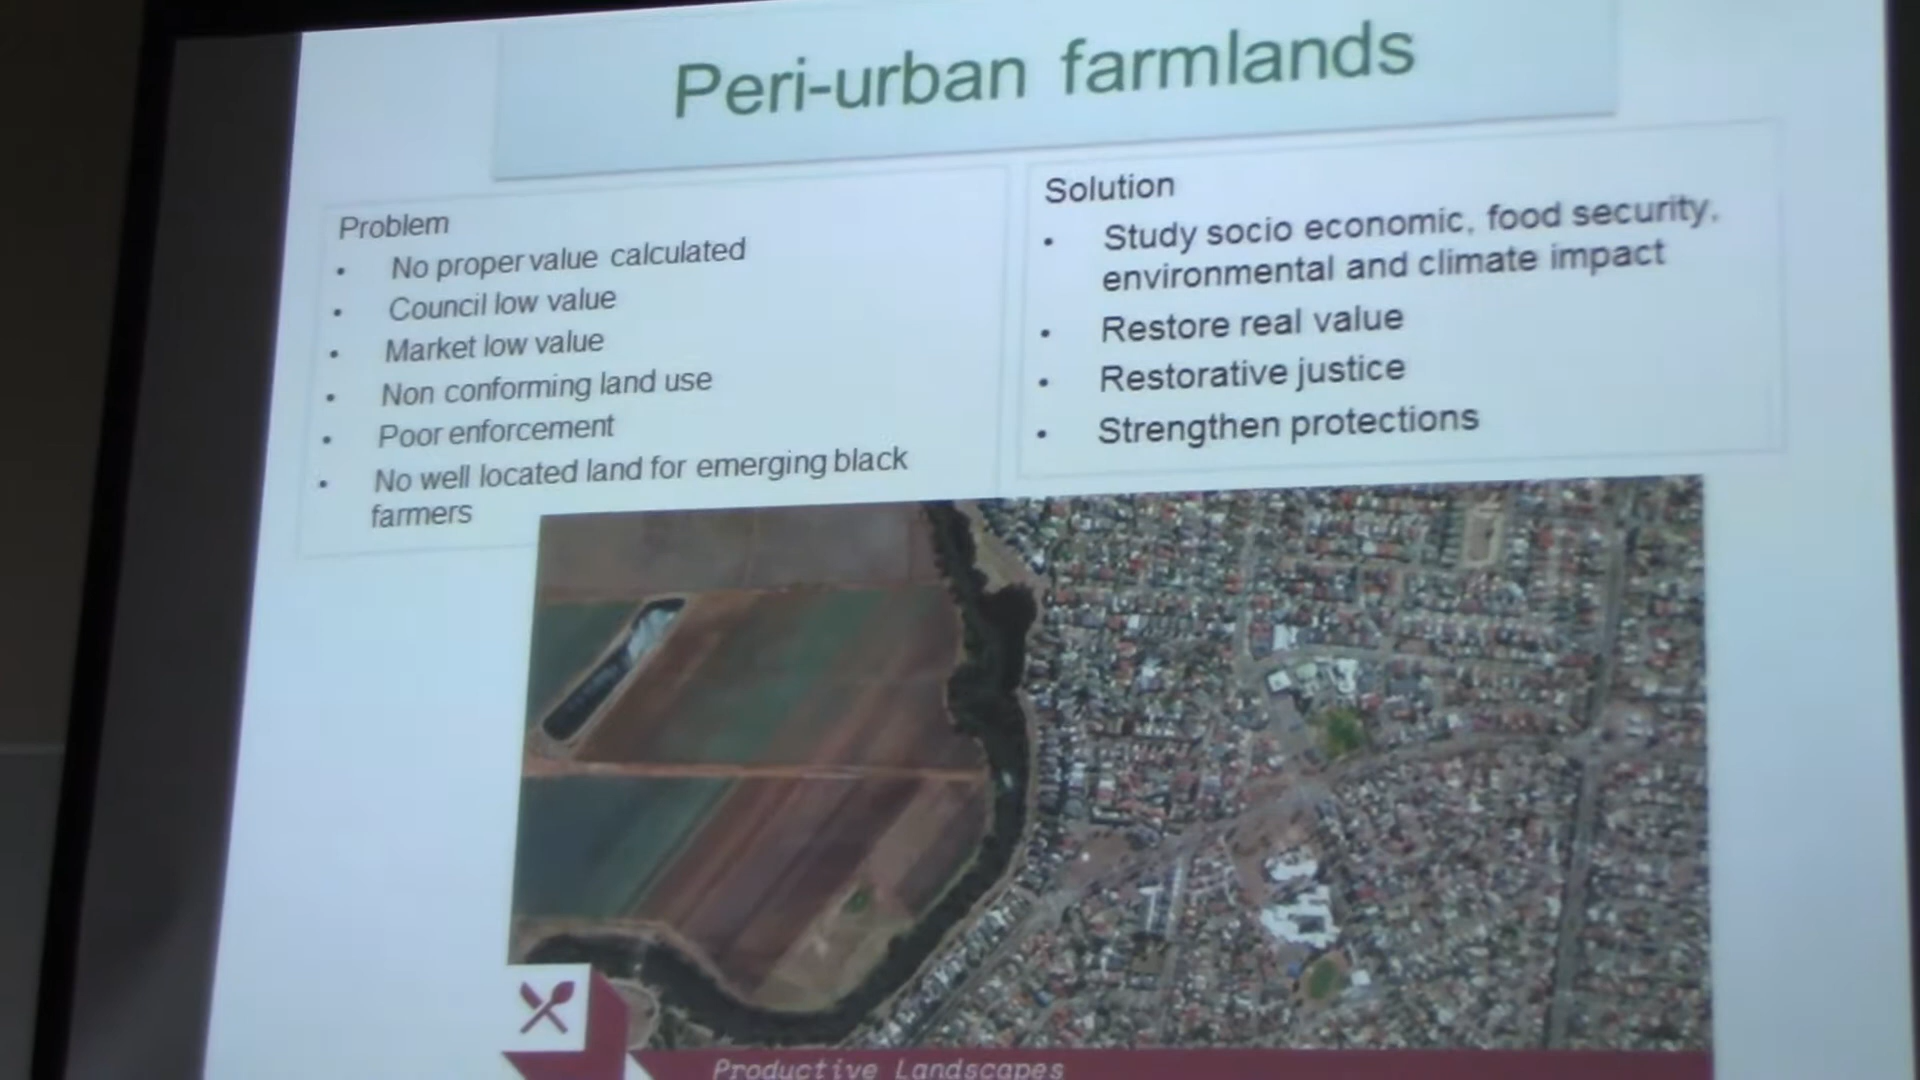 Peri-urban farmlands
Problem
• No proper value calculated
• Council low value
• Market low value
• Non conforming land use
• Poor enforcement
• No well located land for emerging black
farmers
Solution
• Study socio economic, food security,
environmental and climate impact
• Restore real value
• Restorative justice
• Strengthen protections
Productive Landscapes